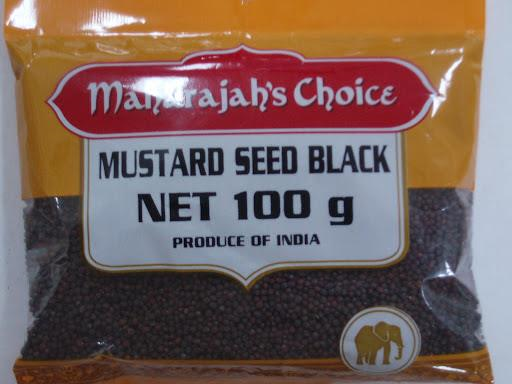 Maharajah's Choice
MUSTARD SEED BLACK
NET 100 g
PRODUCE OF INDIA